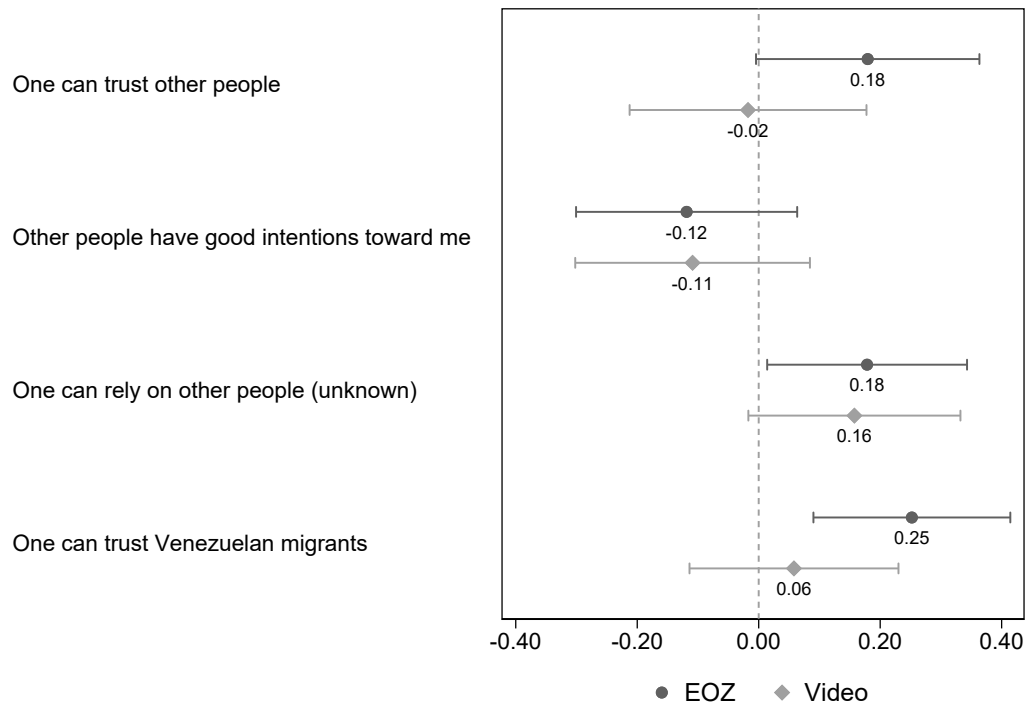 One can trust other people
0.18
-0.02
Other people have good intentions toward me
-0.12
-0.11
One can rely on other people (unknown)
0.18
0.16
One can trust Venezuelan migrants
0.25
0.06
-0.40 -0.20 0.00 0.20 0.40
EOZ Video